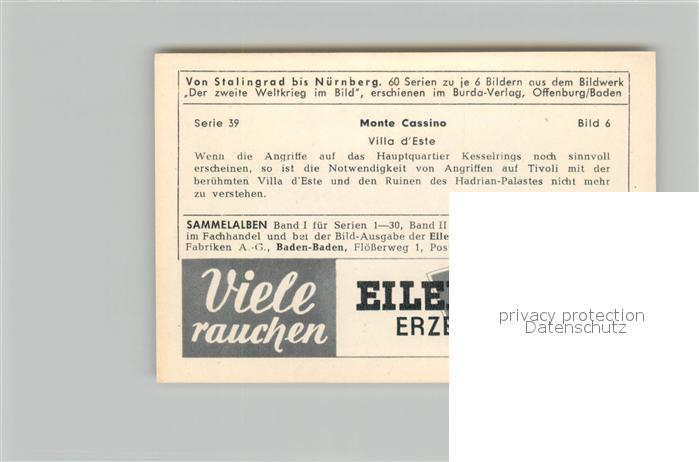 Von Stalingrad bis Nürnberg. 60 Serien zu je 6 Bildern aus dem Bildwerk
„Der zweite Weltkrieg im Bild", erschienen im Burda-Verlag, Offenburg/Baden
Serie 39 Monte Cassino Bild 6
Villa d'Este
Wenn die Angriffe auf das Hauptquartier Kesselrings noch sinnvoll
erscheinen, so ist die Notwendigkeit von Angriffen auf Tivoli mit der
berühmten Villa d'Este und den Ruinen des Hadrian-Palastes nicht mehr
zu verstehen.
SAMMELALBEN Band I für Serien 1—30, Band II
im Fachhandel und bei der Bild-Ausgabe der
Fabriken A.-G., Baden-Baden, Flößerweg 1,
Viele
rauchen
privacy protection
Datenschutz